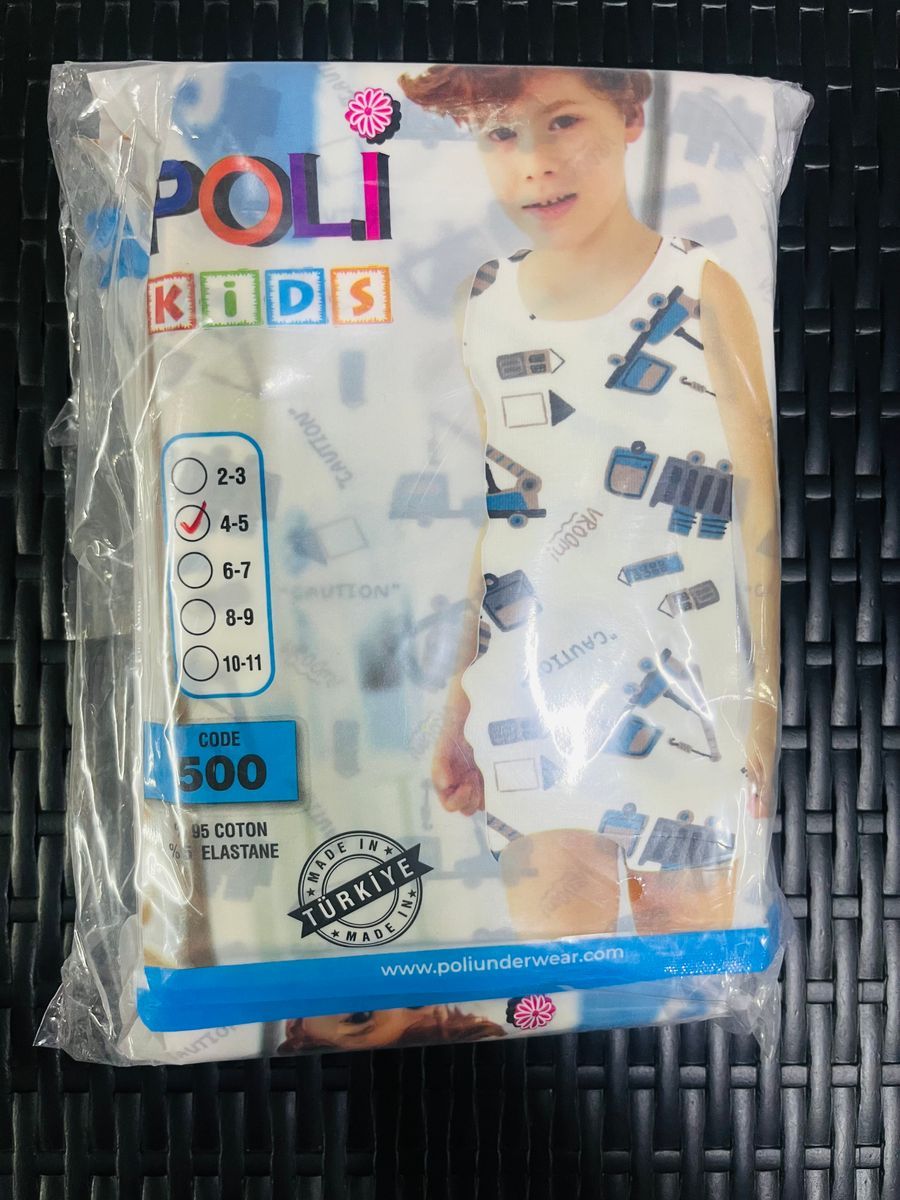 POLi
KiDS
2-3
4-5
6-7
8-9
10-11
"CAUTION"
"CAUTION"
VROOM!
CODE
500
% 95 COTON
% 5 ELASTANE
MADE IN
TÜRKİYE
MADE IN
www.poliunderwear.com